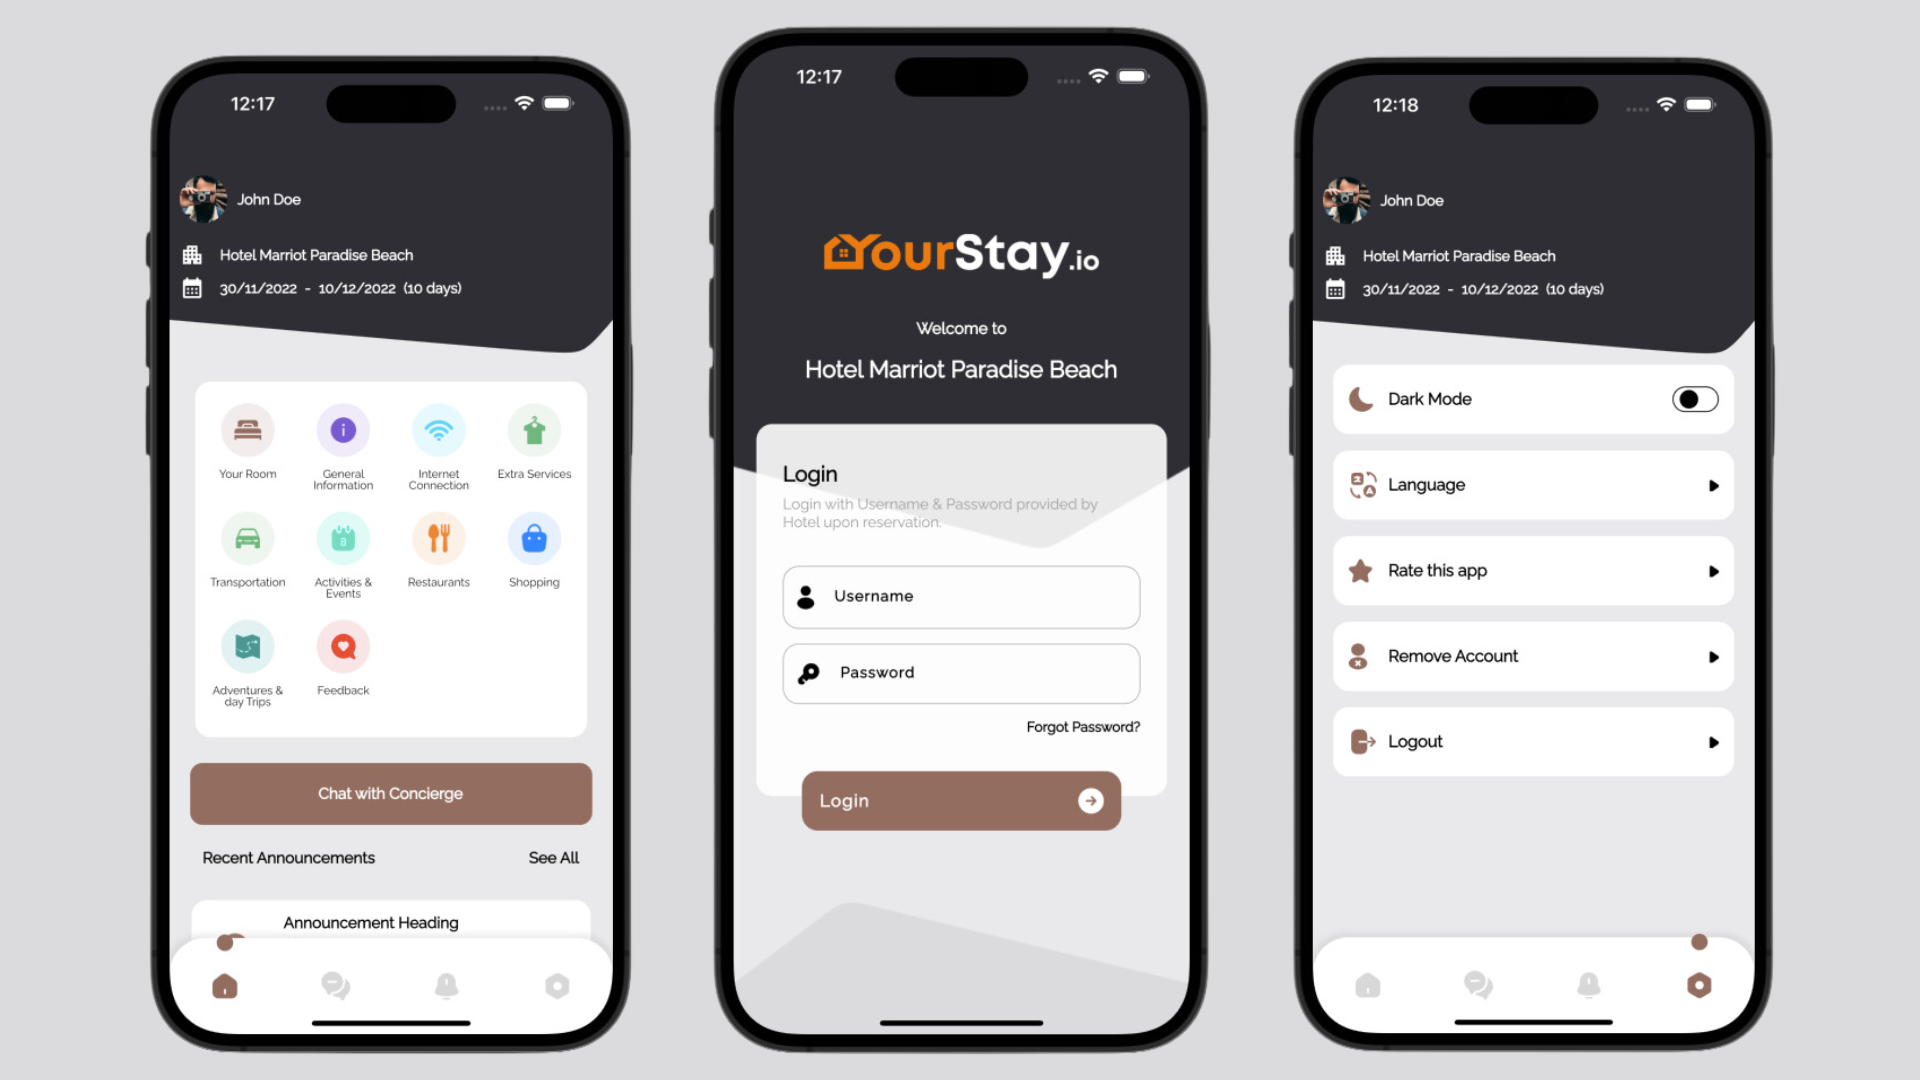 12:17
John Doe
Hotel Marriot Paradise Beach
30/11/2022 - 10/12/2022 (10 days)
Your Room
General
Information
Internet
Connection
Extra Services
Transportation
Activities &
Events
Restaurants
Shopping
Adventures &
day Trips
Feedback
Chat with Concierge
Recent Announcements
See All
Announcement Heading
12:17
YourStay.io
Welcome to
Hotel Marriot Paradise Beach
Login
Login with Username & Password provided by
Hotel upon reservation.
Username
Password
Forgot Password?
Login
12:18
John Doe
Hotel Marriot Paradise Beach
30/11/2022 - 10/12/2022 (10 days)
Dark Mode
Language
Rate this app
Remove Account
Logout